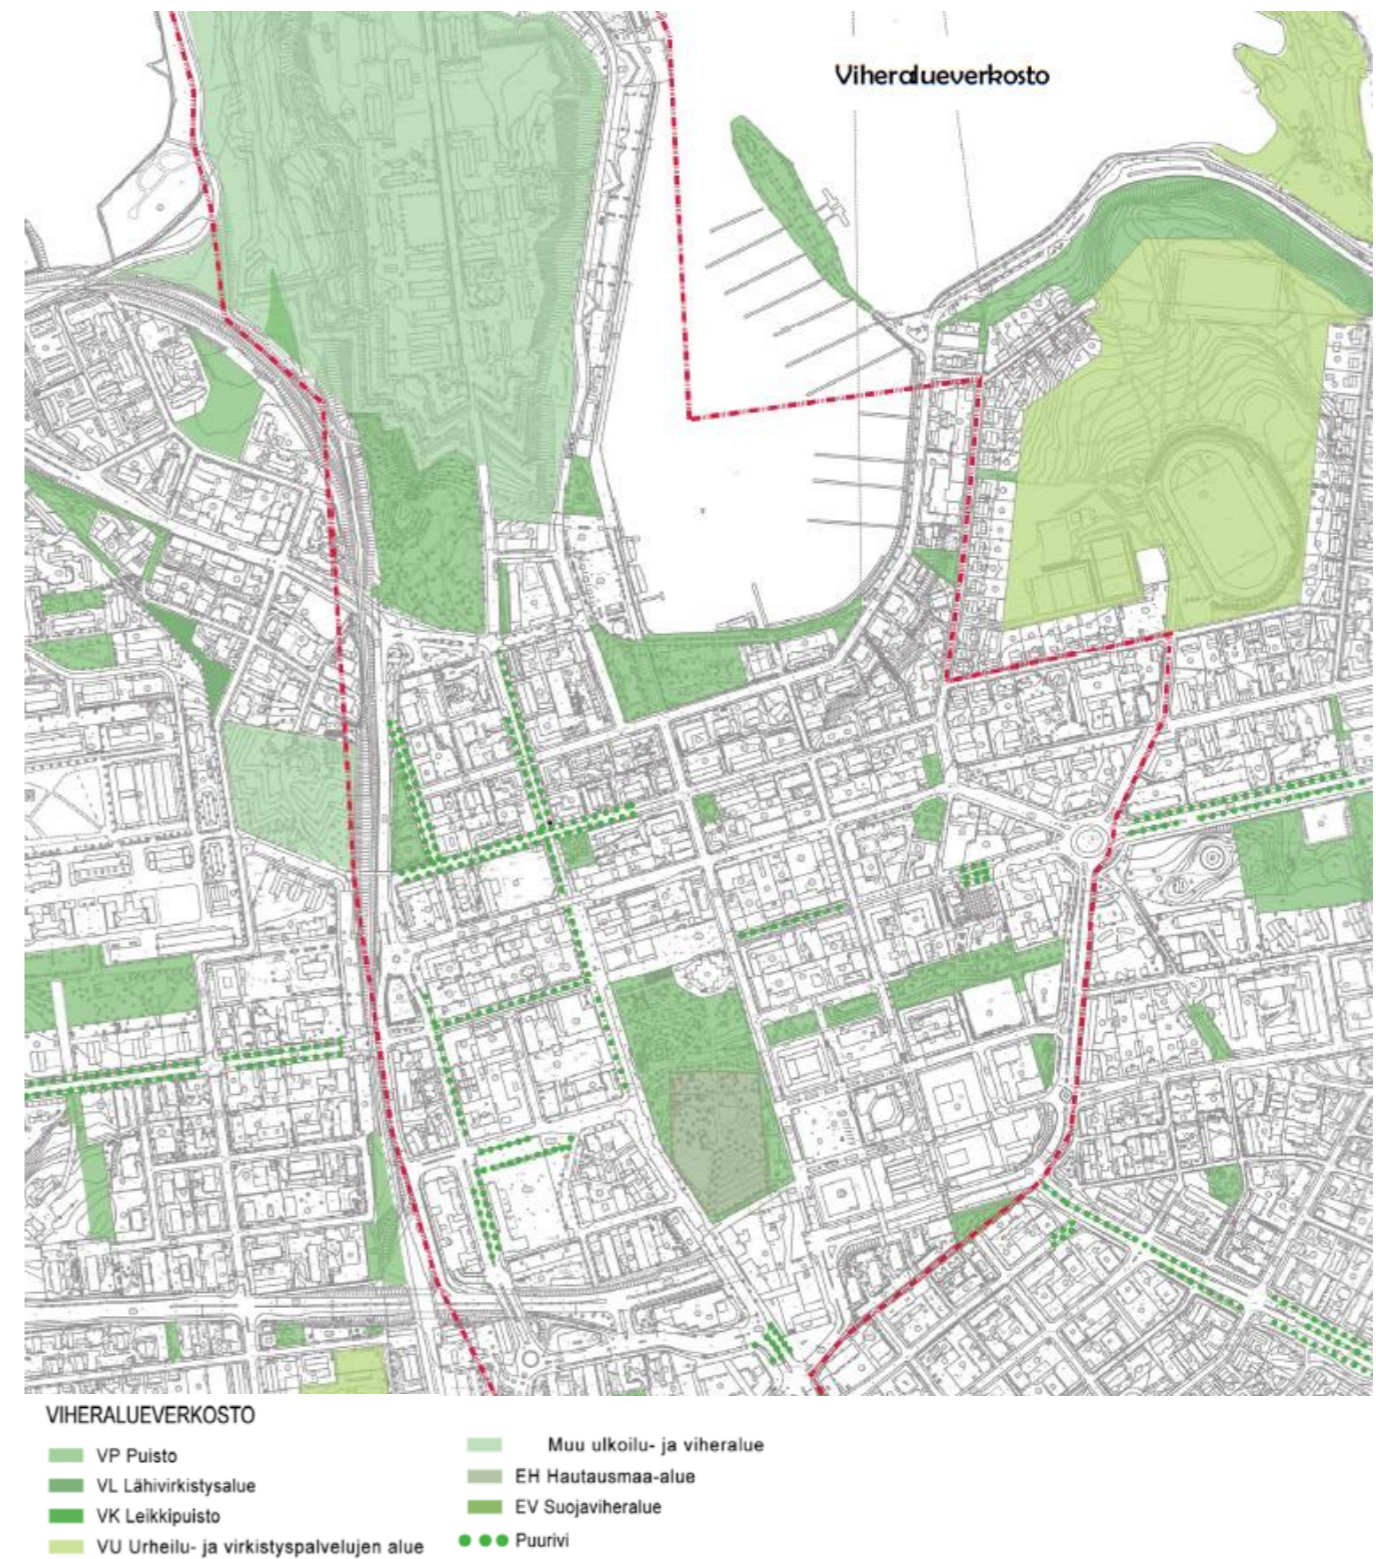 Viheralueverkosto
VIHERALUEVERKOSTO
VP Puisto
VL Lähivirkistysalue
VK Leikkipuisto
VU Urheilu- ja virkistyspalvelujen alue
Muu ulkoilu- ja viheralue
EH Hautausmaa-alue
EV Suojaviheralue
Puurivi